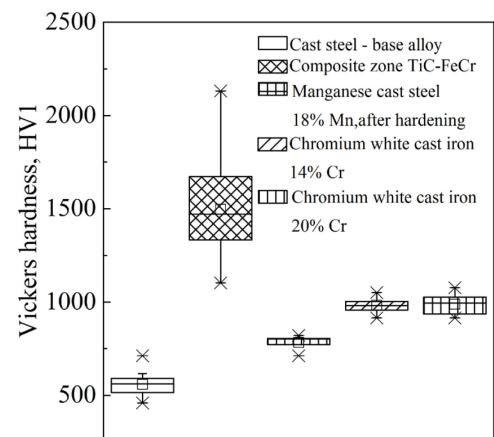 Vickers hardness, HV1
2500
2000
1500
1000
500
Cast steel - base alloy
Composite zone TiC-FeCr
Manganese cast steel
18% Mn,after hardening
Chromium white cast iron
14% Cr
Chromium white cast iron
20% Cr